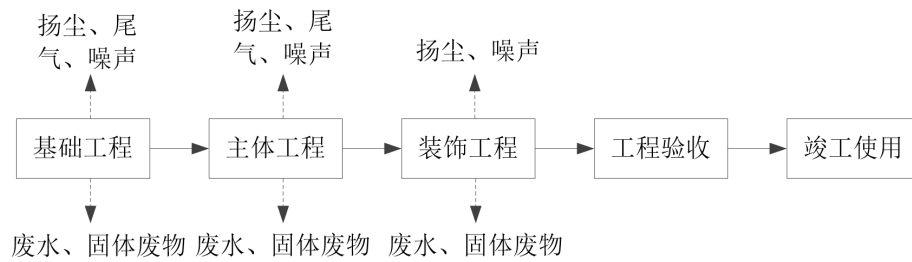 扬尘、尾
气、噪声
扬尘、尾
气、噪声
扬尘、噪声
基础工程
主体工程
装饰工程
工程验收
竣工使用
废水、固体废物
废水、固体废物
废水、固体废物